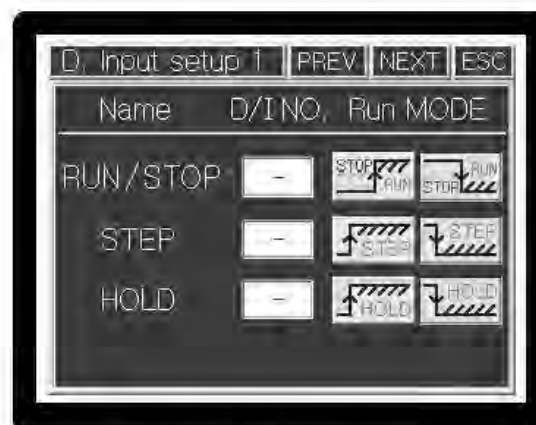 D. Input setup 1 PREV NEXT ESC
Name D/I NO. Run MODE
RUN/STOP - STOP RUN STOP RUN
STEP - STEP STEP
HOLD - HOLD HOLD